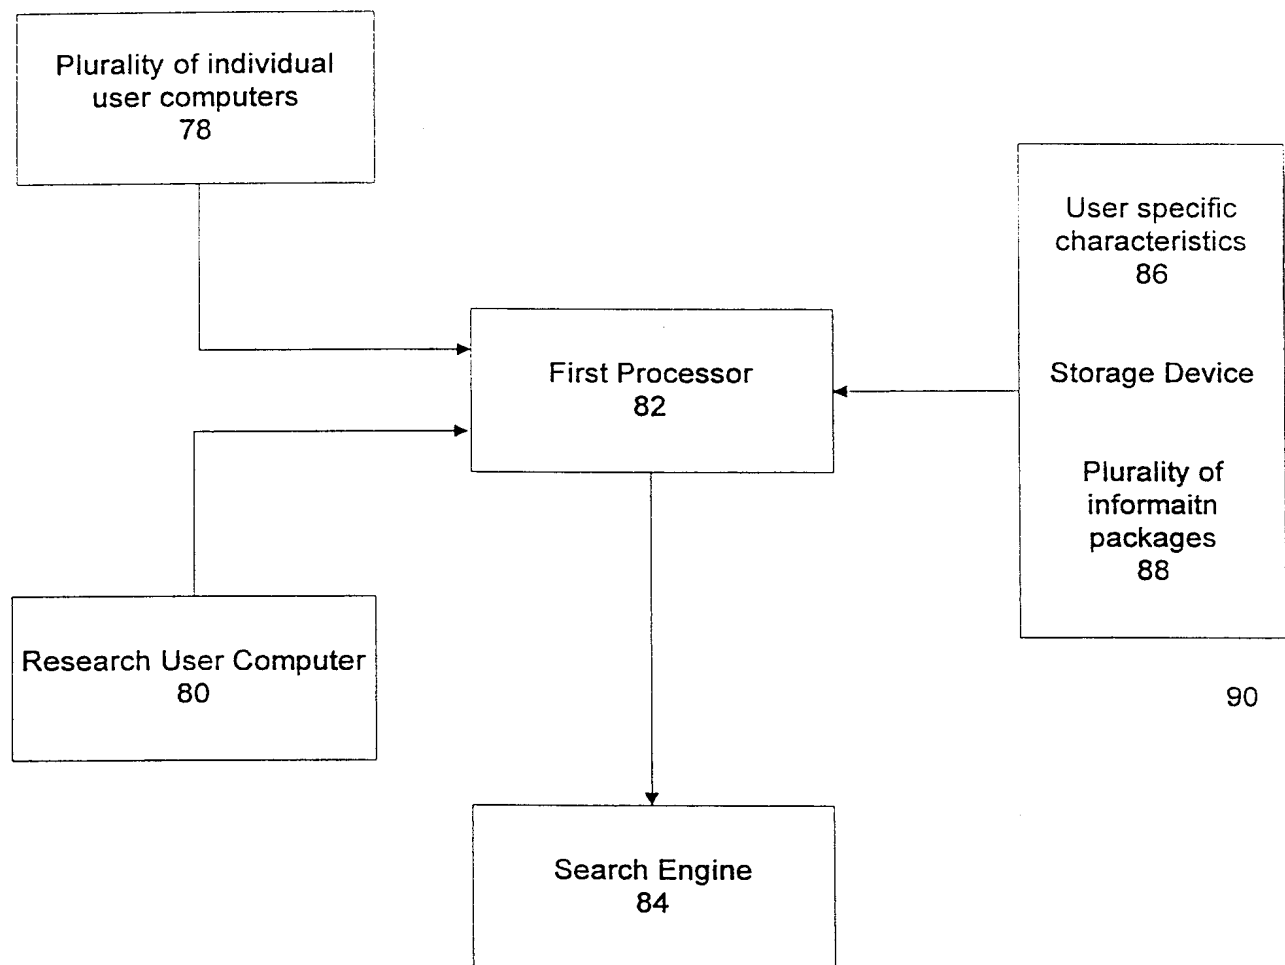 Plurality of individual
user computers
78
User specific
characteristics
86
First Processor
82
Storage Device
Plurality of
informaitn
packages
88
Research User Computer
80
90
Search Engine
84